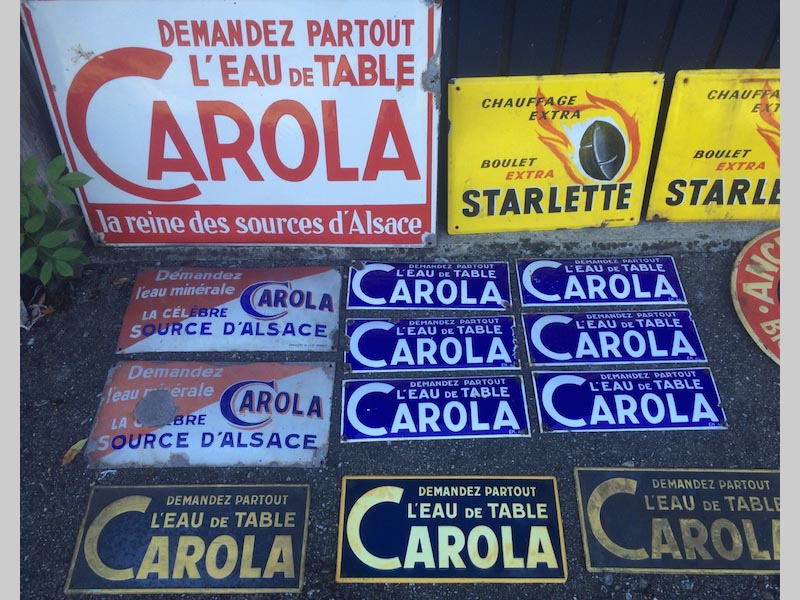 DEMANDEZ PARTOUT
L'EAU DE TABLE
CAROLA
la reine des sources d'Alsace
CHAUFFAGE
EXTRA
BOULET
EXTRA
STARLETTE
CHAUFFAGE
EXTRA
BOULET
EXTRA
STARLE
Demandez
l'eau minérale
CAROLA
LA CÉLÈBRE
SOURCE D'ALSACE
DEMANDEZ PARTOUT
L'EAU DE TABLE
CAROLA
DEMANDEZ PARTOUT
L'EAU DE TABLE
CAROLA
ANC
DEMANDEZ PARTOUT
L'EAU DE TABLE
CAROLA
DEMANDEZ PARTOUT
L'EAU DE TABLE
CAROLA
Demandez
l'eau minérale
CAROLA
LA C BRE
SOURCE D'ALSACE
DEMANDEZ PARTOUT
L'EAU DE TABLE
CAROLA
DEMANDEZ PARTOUT
L'EAU DE TABLE
CAROLA
DEMANDEZ PARTOUT
L'EAU DE TABLE
CAROLA
DEMANDEZ PARTOUT
L'EAU DE TABLE
CAROLA
DEMANDEZ PARTOUT
L'EAU DE TABLE
CAROLA